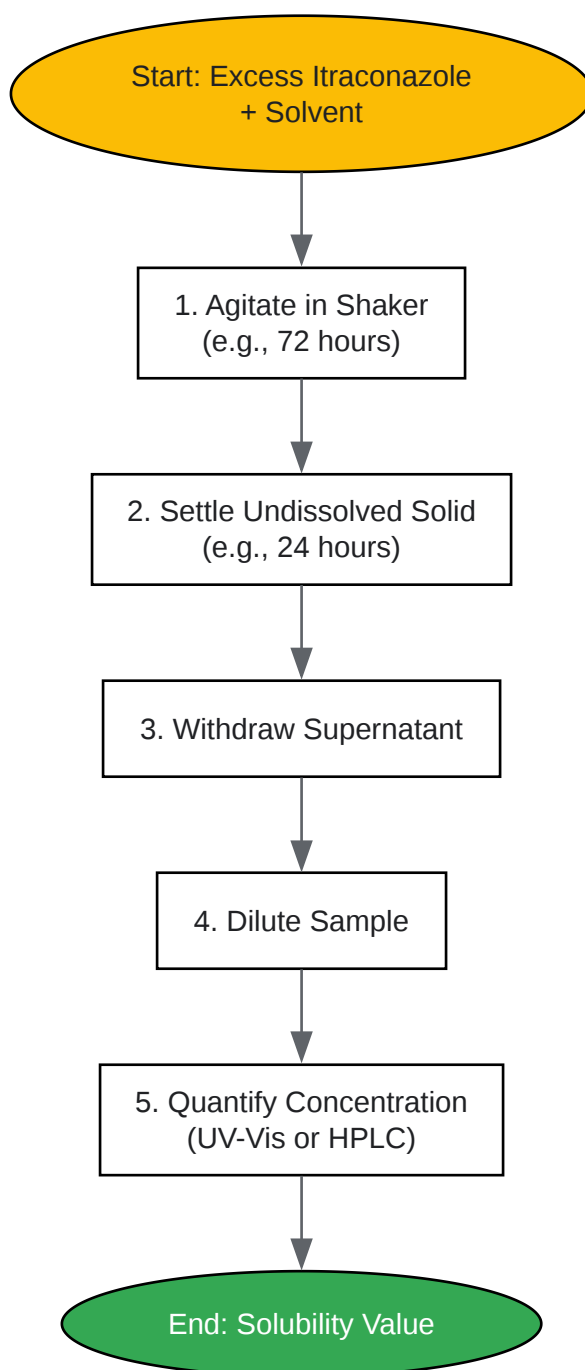 Start: Excess Itraconazole
+ Solvent
1. Agitate in Shaker
(e.g., 72 hours)
2. Settle Undissolved Solid
(e.g., 24 hours)
3. Withdraw Supernatant
4. Dilute Sample
5. Quantify Concentration
(UV-Vis or HPLC)
End: Solubility Value